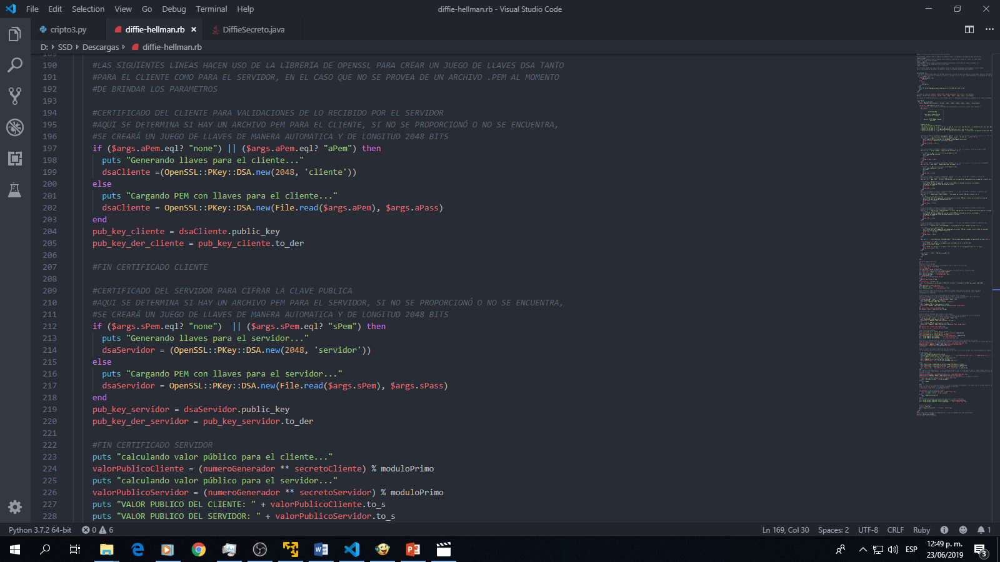 File Edit Selection View Go Debug Terminal Help
diffie-hellman.rb - Visual Studio Code
cripto3.py
diffie-hellman.rb
DiffieSecreto.java
D: SSD Descargas diffie-hellman.rb
189
190 #LAS SIGUIENTES LINEAS HACEN USO DE LA LIBRERIA DE OPENSSL PARA CREAR UN JUEGO DE LLAVES DSA TANTO
191 #PARA EL CLIENTE COMO PARA EL SERVIDOR, EN EL CASO QUE NO SE PROVEA DE UN ARCHIVO .PEM AL MOMENTO
192 #DE BRINDAR LOS PARAMETROS
193
194 #CERTIFICADO DEL CLIENTE PARA VALIDACIONES DE LO RECIBIDO POR EL SERVIDOR
195 #AQUI SE DETERMINA SI HAY UN ARCHIVO PEM PARA EL CLIENTE, SI NO SE PROPORCIONÓ O NO SE ENCUENTRA,
196 #SE CREARÁ UN JUEGO DE LLAVES DE MANERA AUTOMATICA Y DE LONGITUD 2048 BITS
197 if ($args.aPem.eql? "none") || ($args.aPem.eql? "aPem") then
198 puts "Generando llaves para el cliente..."
199 dsaCliente =(OpenSSL::PKey::DSA.new(2048, 'cliente'))
200 else
201 puts "Cargando PEM con llaves para el cliente..."
202 dsaCliente = OpenSSL::PKey::DSA.new(File.read($args.aPem), $args.aPass)
203 end
204 pub_key_cliente = dsaCliente.public_key
205 pub_key_der_cliente = pub_key_cliente.to_der
206
207 #FIN CERTIFICADO CLIENTE
208
209 #CERTIFICADO DEL SERVIDOR PARA CIFRAR LA CLAVE PUBLICA
210 #AQUI SE DETERMINA SI HAY UN ARCHIVO PEM PARA EL SERVIDOR, SI NO SE PROPORCIONÓ O NO SE ENCUENTRA,
211 #SE CREARÁ UN JUEGO DE LLAVES DE MANERA AUTOMATICA Y DE LONGITUD 2048 BITS
212 if ($args.sPem.eql? "none")  || ($args.sPem.eql? "sPem") then
213 puts "Generando llaves para el servidor..."
214 dsaServidor = (OpenSSL::PKey::DSA.new(2048, 'servidor'))
215 else
216 puts "Cargando PEM con llaves para el servidor..."
217 dsaServidor = OpenSSL::PKey::DSA.new(File.read($args.sPem), $args.sPass)
218 end
219 pub_key_servidor = dsaServidor.public_key
220 pub_key_der_servidor = pub_key_servidor.to_der
221
222 #FIN CERTIFICADO SERVIDOR
223 puts "calculando valor público para el cliente..."
224 valorPublicoCliente = (numeroGenerador ** secretoCliente) % moduloPrimo
225 puts "calculando valor público para el servidor..."
226 valorPublicoServidor = (numeroGenerador ** secretoServidor) % moduloPrimo
227 puts "VALOR PUBLICO DEL CLIENTE: " + valorPublicoCliente.to_s
228 puts "VALOR PUBLICO DEL SERVIDOR: " + valorPublicoServidor.to_s
Python 3.7.2 64-bit 0 6
Ln 169, Col 30 Spaces: 2 UTF-8 CRLF Ruby 1
ESP
12:49 p. m.
23/06/2019
3